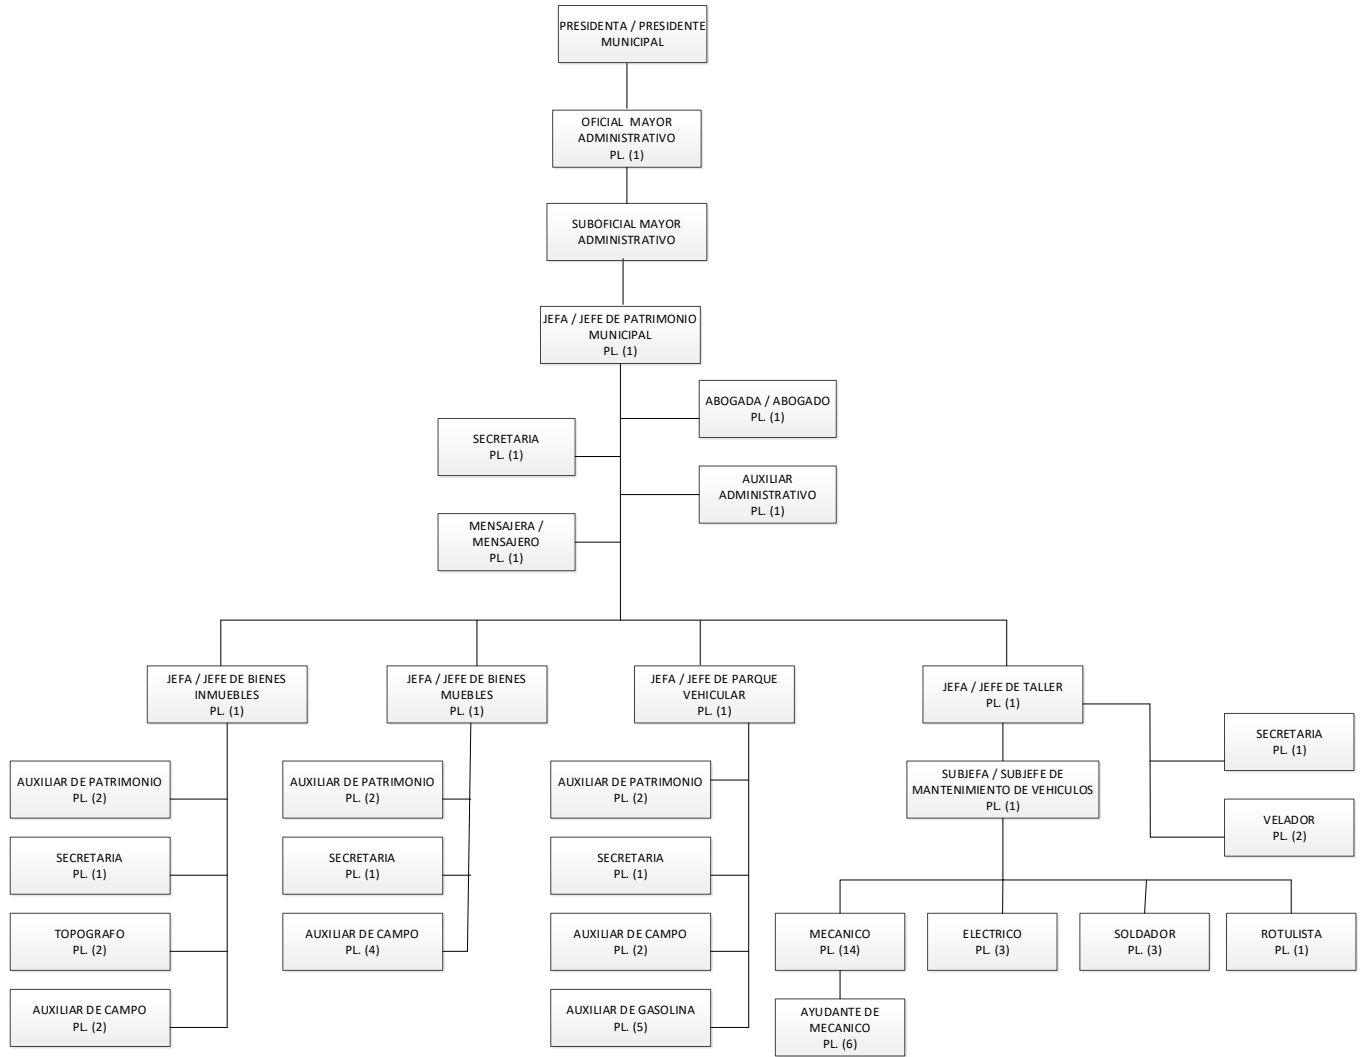 PRESIDENTA / PRESIDENTE
MUNICIPAL
OFICIAL MAYOR
ADMINISTRATIVO
PL. (1)
SUBOFICIAL MAYOR
ADMINISTRATIVO
JEFA / JEFE DE PATRIMONIO
MUNICIPAL
PL. (1)
ABOGADA / ABOGADO
PL. (1)
SECRETARIA
PL. (1)
AUXILIAR
ADMINISTRATIVO
PL. (1)
MENSAJERA /
MENSAJERO
PL. (1)
JEFA / JEFE DE BIENES
INMUEBLES
PL. (1)
AUXILIAR DE PATRIMONIO
PL. (2)
SECRETARIA
PL. (1)
TOPOGRAFO
PL. (2)
AUXILIAR DE CAMPO
PL. (2)
JEFA / JEFE DE BIENES
MUEBLES
PL. (1)
AUXILIAR DE PATRIMONIO
PL. (2)
SECRETARIA
PL. (1)
AUXILIAR DE CAMPO
PL. (4)
JEFA / JEFE DE PARQUE
VEHICULAR
PL. (1)
AUXILIAR DE PATRIMONIO
PL. (2)
SECRETARIA
PL. (1)
AUXILIAR DE CAMPO
PL. (2)
AUXILIAR DE GASOLINA
PL. (5)
JEFA / JEFE DE TALLER
PL. (1)
SECRETARIA
PL. (1)
VELADOR
PL. (2)
SUBJEFA / SUBJEFE DE
MANTENIMIENTO DE VEHICULOS
PL. (1)
MECANICO
PL. (14)
ELECTRICO
PL. (3)
SOLDADOR
PL. (3)
ROTULISTA
PL. (1)
AYUDANTE DE
MECANICO
PL. (6)